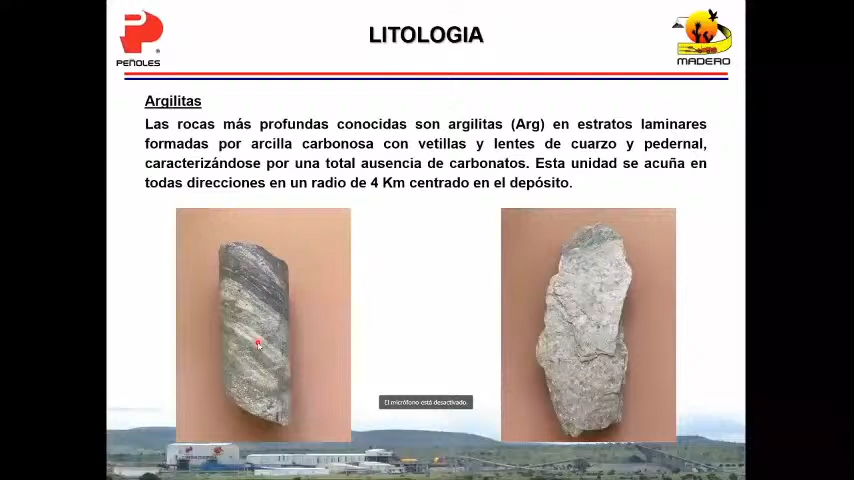 LITOLOGIA
PEÑOLES
MADERO
Argilitas
Las rocas más profundas conocidas son argilitas (Arg) en estratos laminares
formadas por arcilla carbonosa con vetillas y lentes de cuarzo y pedernal,
caracterizándose por una total ausencia de carbonatos. Esta unidad se acuña en
todas direcciones en un radio de 4 Km centrado en el depósito.
El micrófono está desactivado.